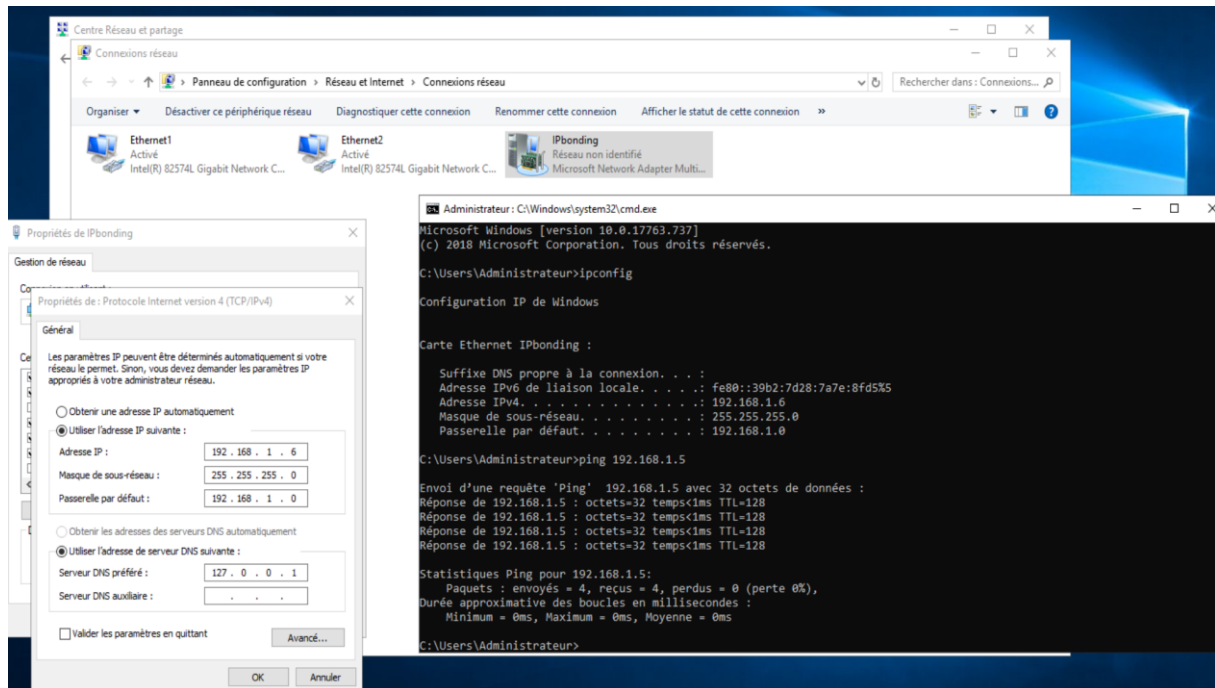 Centre Réseau et partage
Connexions réseau
Panneau de configuration > Réseau et Internet > Connexions réseau
Rechercher dans : Connexions...
Organiser
Désactiver ce périphérique réseau
Diagnostiquer cette connexion
Renommer cette connexion
Afficher le statut de cette connexion
»
Ethernet1
Activé
Intel(R) 82574L Gigabit Network C...
Ethernet2
Activé
Intel(R) 82574L Gigabit Network C...
IPbonding
Réseau non identifié
Microsoft Network Adapter Multi...
Propriétés de IPbonding
Gestion de réseau
Propriétés de : Protocole Internet version 4 (TCP/IPv4)
Général
Les paramètres IP peuvent être déterminés automatiquement si votre
réseau le permet. Sinon, vous devez demander les paramètres IP
appropriés à votre administrateur réseau.
Obtenir une adresse IP automatiquement
Utiliser l'adresse IP suivante :
Adresse IP : 192 . 168 . 1 . 6
Masque de sous-réseau : 255 . 255 . 255 . 0
Passerelle par défaut : 192 . 168 . 1 . 0
Obtenir les adresses des serveurs DNS automatiquement
Utiliser l'adresse de serveur DNS suivante :
Serveur DNS préféré : 127 . 0 . 0 . 1
Serveur DNS auxiliaire : . . .
Valider les paramètres en quittant
Avancé...
OK
Annuler
Administrateur : C:\Windows\system32\cmd.exe
Microsoft Windows [version 10.0.17763.737]
(c) 2018 Microsoft Corporation. Tous droits réservés.
C:\Users\Administrateur>ipconfig
Configuration IP de Windows
Carte Ethernet IPbonding :
Suffixe DNS propre à la connexion. . . :
Adresse IPv6 de liaison locale. . . . .: fe80::39b2:7d28:7a7e:8fd5%5
Adresse IPv4. . . . . . . . . . . . . .: 192.168.1.6
Masque de sous-réseau. . . . . . . . . : 255.255.255.0
Passerelle par défaut. . . . . . . . . : 192.168.1.0
C:\Users\Administrateur>ping 192.168.1.5
Envoi d'une requête 'Ping'  192.168.1.5 avec 32 octets de données :
Réponse de 192.168.1.5 : octets=32 temps<1ms TTL=128
Réponse de 192.168.1.5 : octets=32 temps<1ms TTL=128
Réponse de 192.168.1.5 : octets=32 temps<1ms TTL=128
Réponse de 192.168.1.5 : octets=32 temps<1ms TTL=128
Statistiques Ping pour 192.168.1.5:
Paquets : envoyés = 4, reçus = 4, perdus = 0 (perte 0%),
Durée approximative des boucles en millisecondes :
Minimum = 0ms, Maximum = 0ms, Moyenne = 0ms
C:\Users\Administrateur>